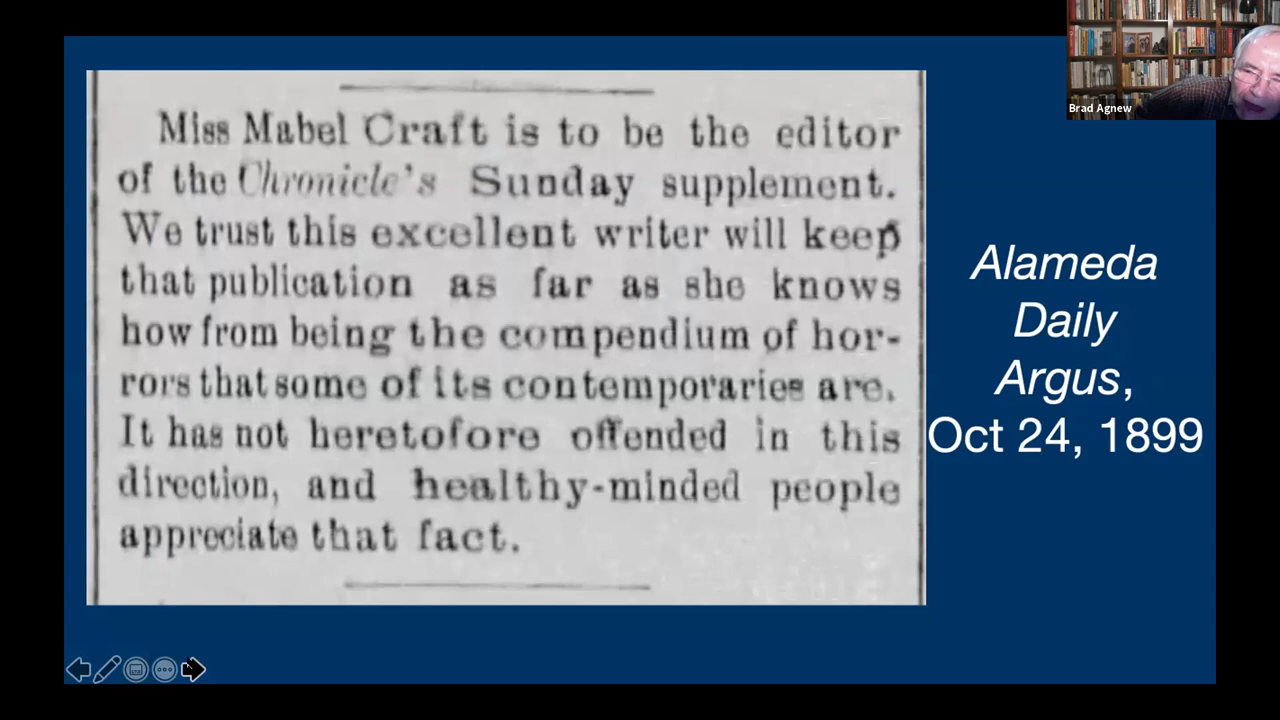 Brad Agnew
Miss Mabel Craft is to be the editor
of the Chronicle's Sunday supplement.
We trust this excellent writer will keep
that publication as far as she knows
how from being the compendium of hor-
rors that some of its contemporaries are.
It has not heretofore offended in this
direction, and healthy-minded people
appreciate that fact.
Alameda
Daily
Argus,
Oct 24, 1899